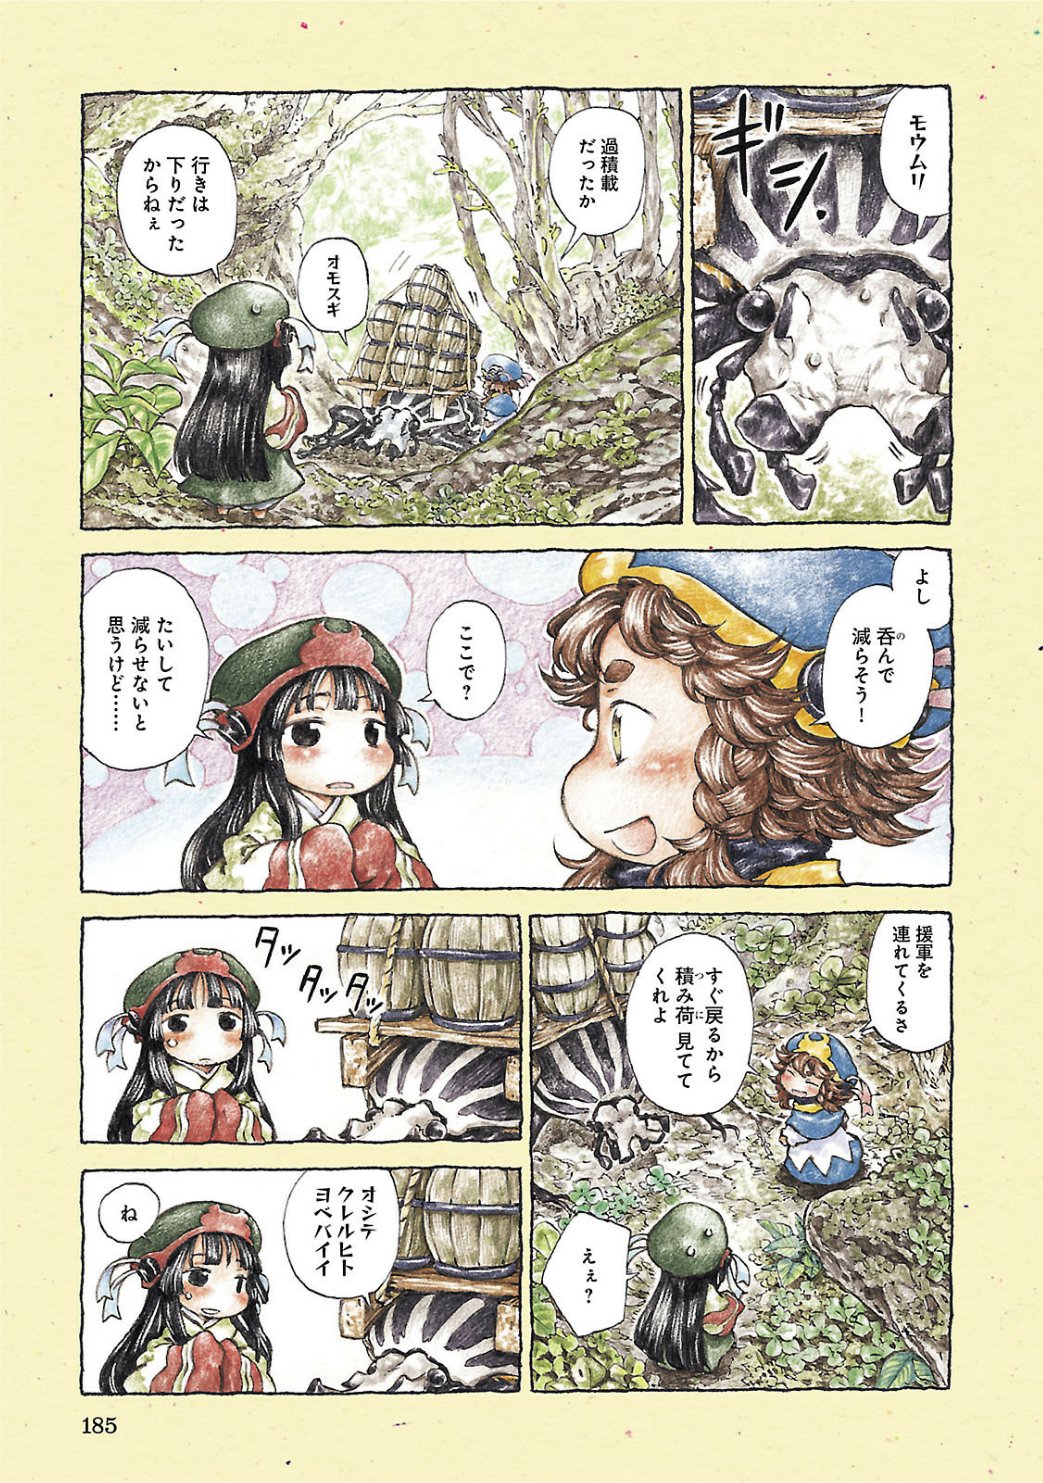 モウムリ
ギシ
過積載
だったか
オモスギ
行きは
下りだった
からねぇ
よし
呑んで
減らそう！
の
ここで？
たいして
減らせないと
思うけど……
援軍を
連れてくるさ
すぐ戻るから
積み荷見てて
くれよ
つ に
ええ？
タッ
タッ
タッ
オシテ
クレルヒト
ヨベバイイ
ね
185